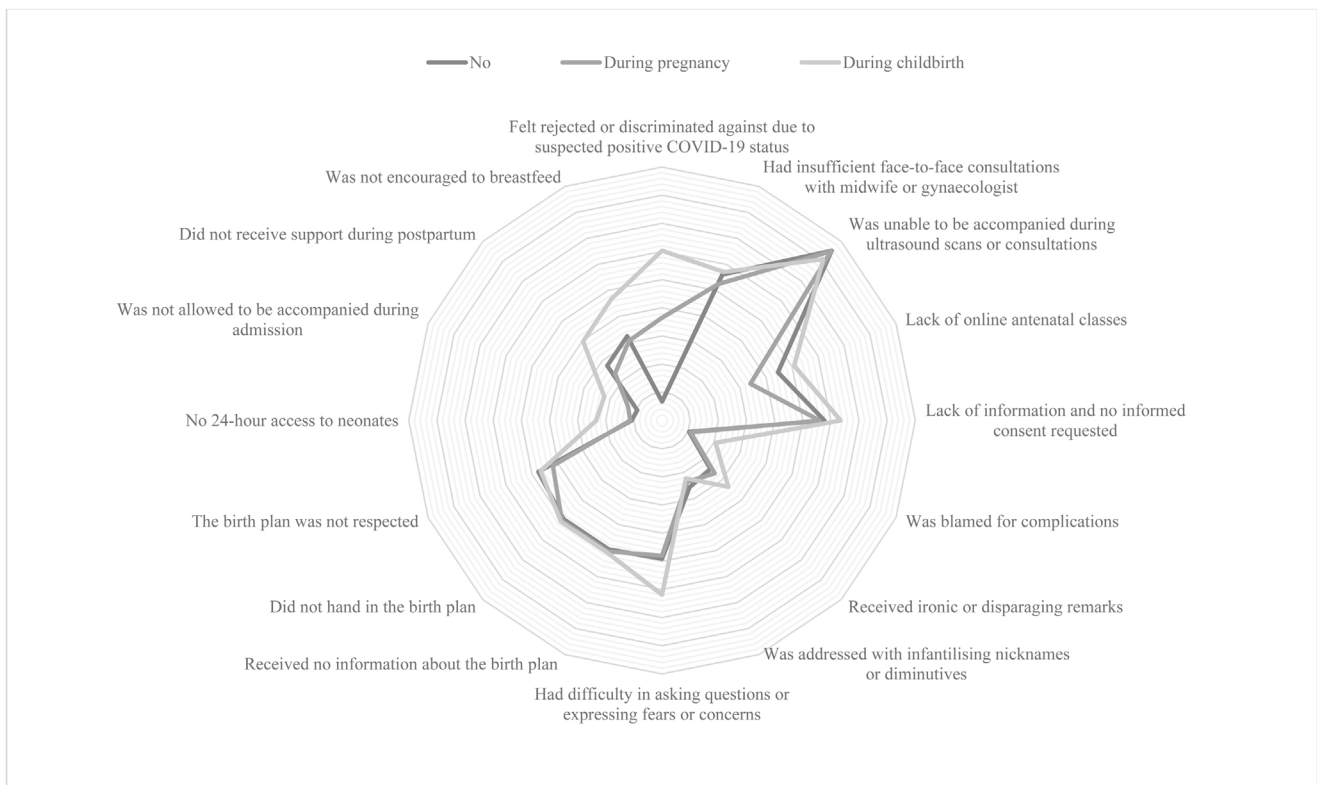 No
During pregnancy
During childbirth
Felt rejected or discriminated against due to
suspected positive COVID-19 status
Had insufficient face-to-face consultations
with midwife or gynaecologist
Was unable to be accompanied during
ultrasound scans or consultations
Lack of online antenatal classes
Lack of information and no informed
consent requested
Was blamed for complications
Received ironic or disparaging remarks
Was addressed with infantilising nicknames
or diminutives
Had difficulty in asking questions or
expressing fears or concerns
Received no information about the birth plan
Did not hand in the birth plan
The birth plan was not respected
No 24-hour access to neonates
Was not allowed to be accompanied during
admission
Did not receive support during postpartum
Was not encouraged to breastfeed